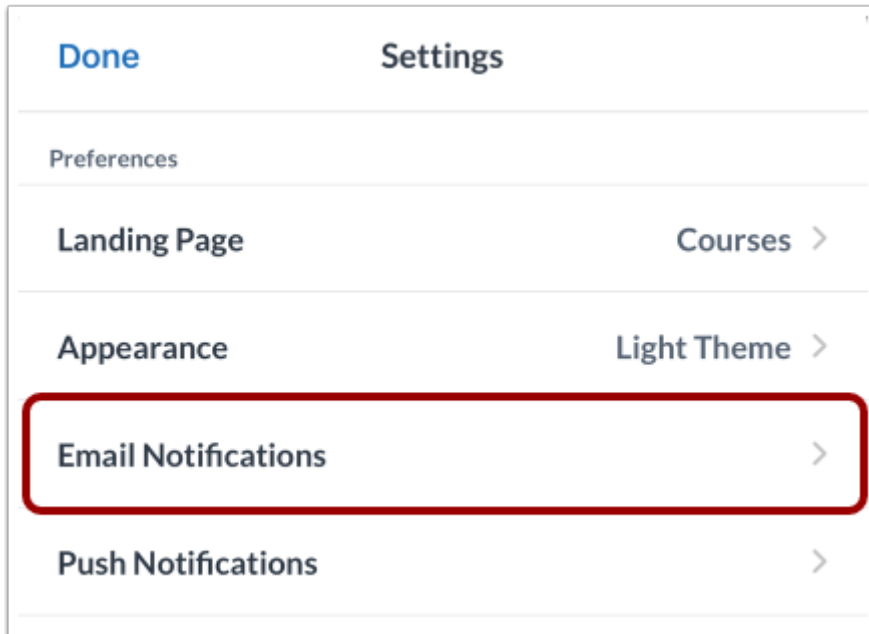 Done Settings
Preferences
Landing Page Courses
Appearance Light Theme
Email Notifications
Push Notifications